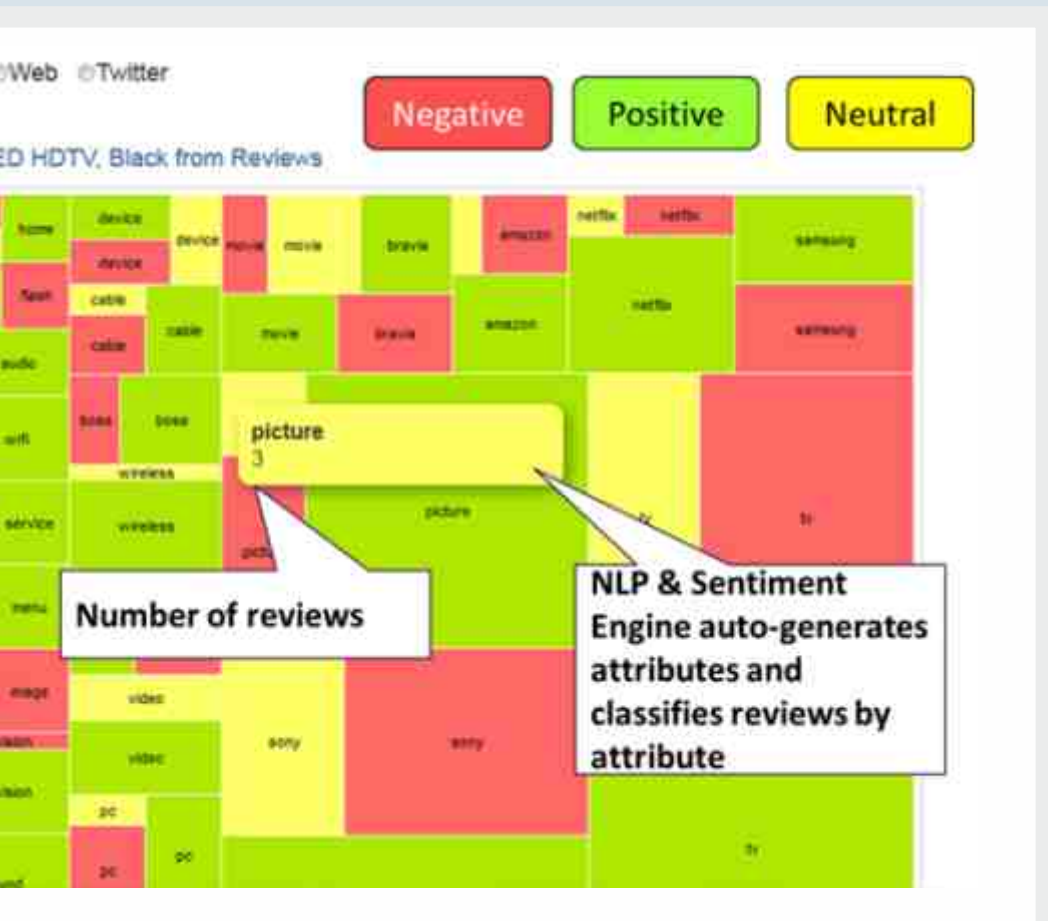 Web Twitter
Negative Positive Neutral
ED HDTV, Black from Reviews
home device device movie movie bravia amazon netflix netflix samsung
flash device cable cable cable movie bravia amazon netflix samsung
audio
wifi bose bose
picture
3
wireless
service wireless picture tv tv
menu
Number of reviews
NLP & Sentiment
Engine auto-generates
attributes and
classifies reviews by
attribute
image video sony sony
video
pc pc tv
pc